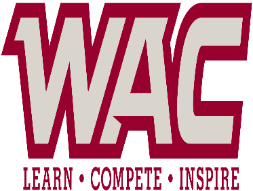 WAC
LEARN • COMPETE • INSPIRE